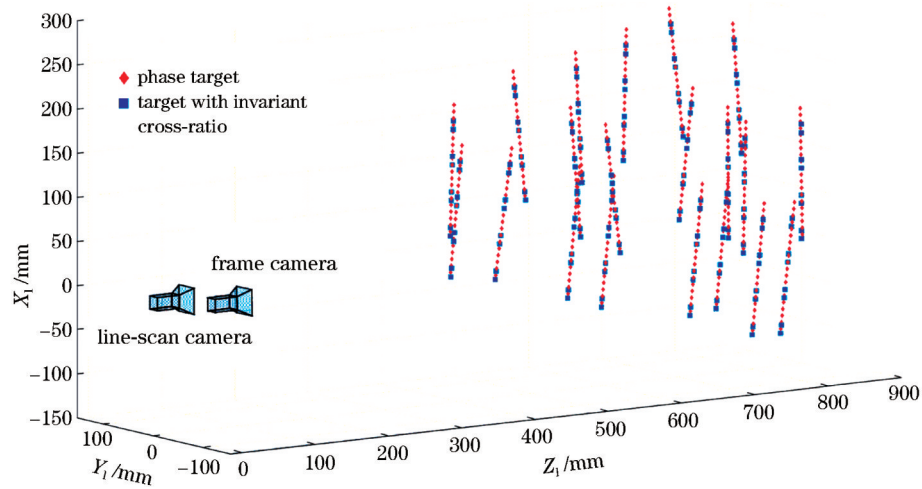 300
250
200
150
100
50
0
−50
−100
−150
X₁/mm
phase target
target with invariant
cross-ratio
frame camera
line-scan camera
100
0
−100
Y₁/mm
0
100
200
300
400
500
600
700
800
900
Z₁/mm